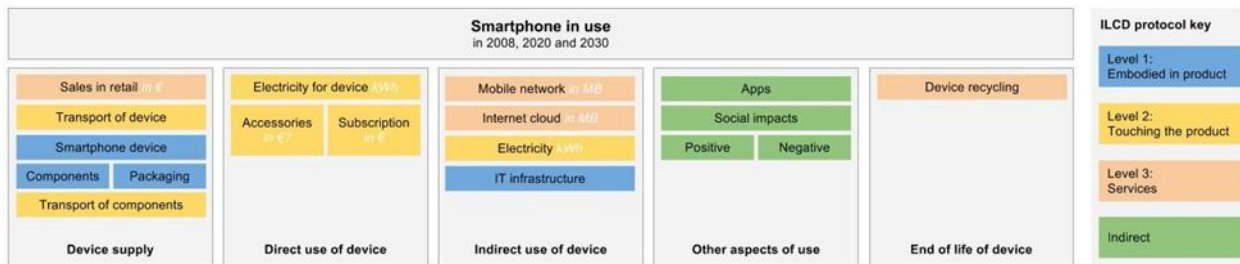 Smartphone in use
in 2008, 2020 and 2030
Sales in retail in €
Transport of device
Smartphone device
Components
Packaging
Transport of components
Device supply
Electricity for device kWh
Accessories
in €?
Subscription
in €
Direct use of device
Mobile network in MB
Internet cloud in MB
Electricity kWh
IT infrastructure
Indirect use of device
Apps
Social impacts
Positive
Negative
Other aspects of use
Device recycling
End of life of device
ILCD protocol key
Level 1:
Embodied in product
Level 2:
Touching the product
Level 3:
Services
Indirect